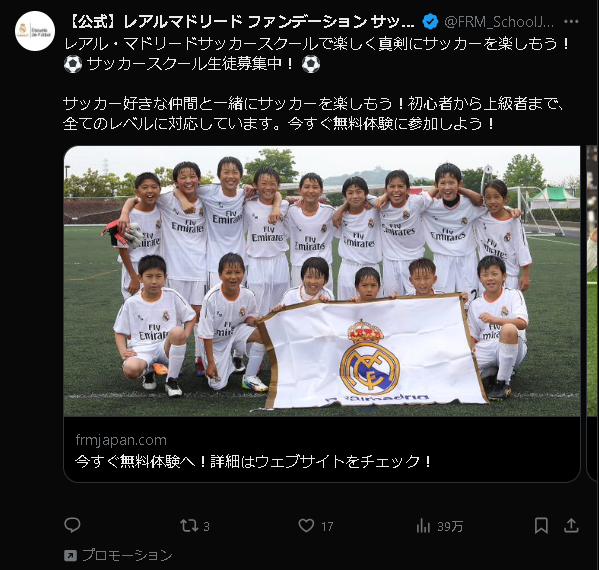 【公式】レアルマドリード ファンデーション サッ... @FRM_SchoolJ...
レアル・マドリードサッカースクールで楽しく真剣にサッカーを楽しもう！
⚽ サッカースクール生徒募集中！ ⚽
サッカー好きな仲間と一緒にサッカーを楽しもう！初心者から上級者まで、
全てのレベルに対応しています。今すぐ無料体験に参加しよう！
Fly Emirates
frmjapan.com
今すぐ無料体験へ！詳細はウェブサイトをチェック！
3 17 39万
プロモーション